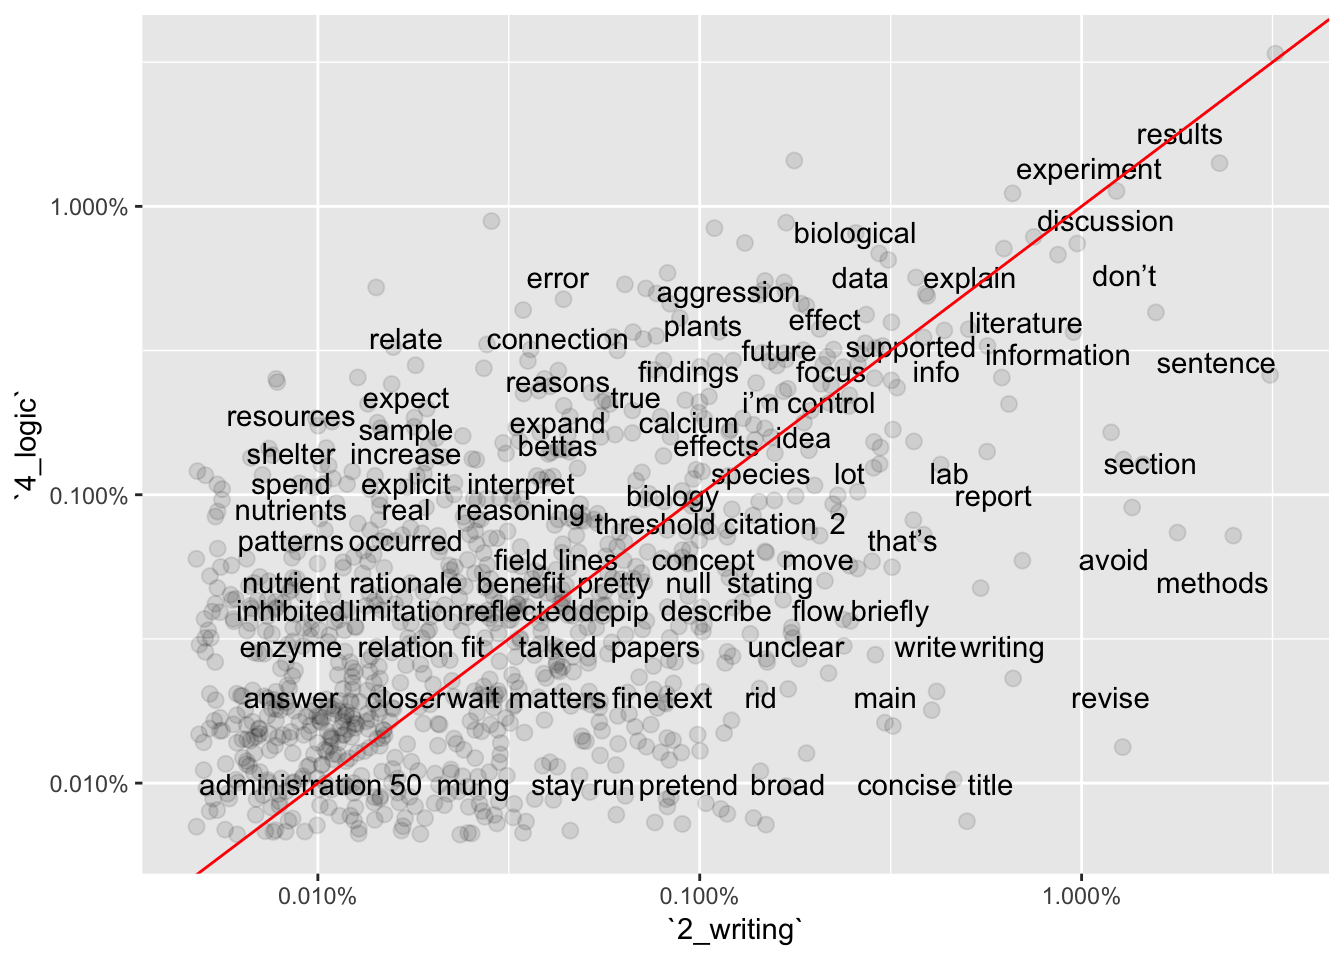 results
experiment
1.000%
discussion
biological
error
data
explain
don't
aggression
effect
literature
plants
relate
connection
future
supported
information
sentence
findings
focus
info
reasons
expect
true
i'm control
resources
expand
calcium
sample
effects
idea
bettas
shelter
increase
section
species
lot
lab
spend
explicit
interpret
biology
report
0.100%
nutrients
real
reasoning
threshold
citation
2
patterns
occurred
that's
field
lines
concept
move
avoid
nutrient
rationale
benefit
pretty
null
stating
methods
inhibited
limitation
reflected
dcpip
describe
flow
briefly
enzyme
relation
fit
talked
papers
unclear
write
writing
answer
closer
wait
matters
fine
text
rid
main
revise
0.010%
administration
50
mung
stay
run
pretend
broad
concise
title
0.010%
0.100%
1.000%
`2_writing`
`4_logic`